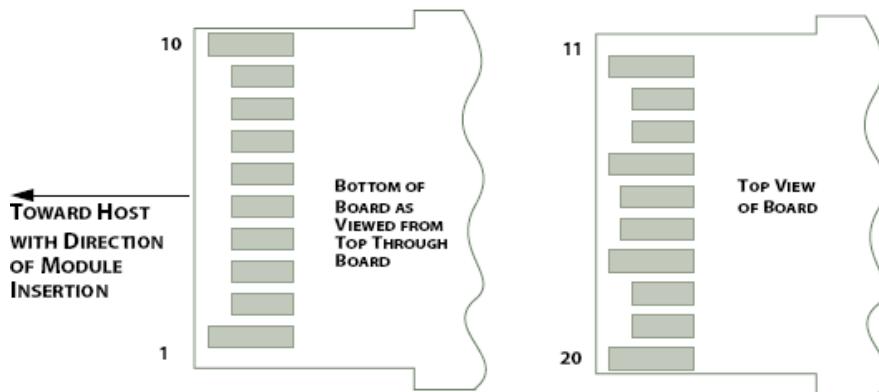 10
1
TOWARD HOST
WITH DIRECTION
OF MODULE
INSERTION
BOTTOM OF
BOARD AS
VIEWED FROM
TOP THROUGH
BOARD
11
20
TOP VIEW
OF BOARD